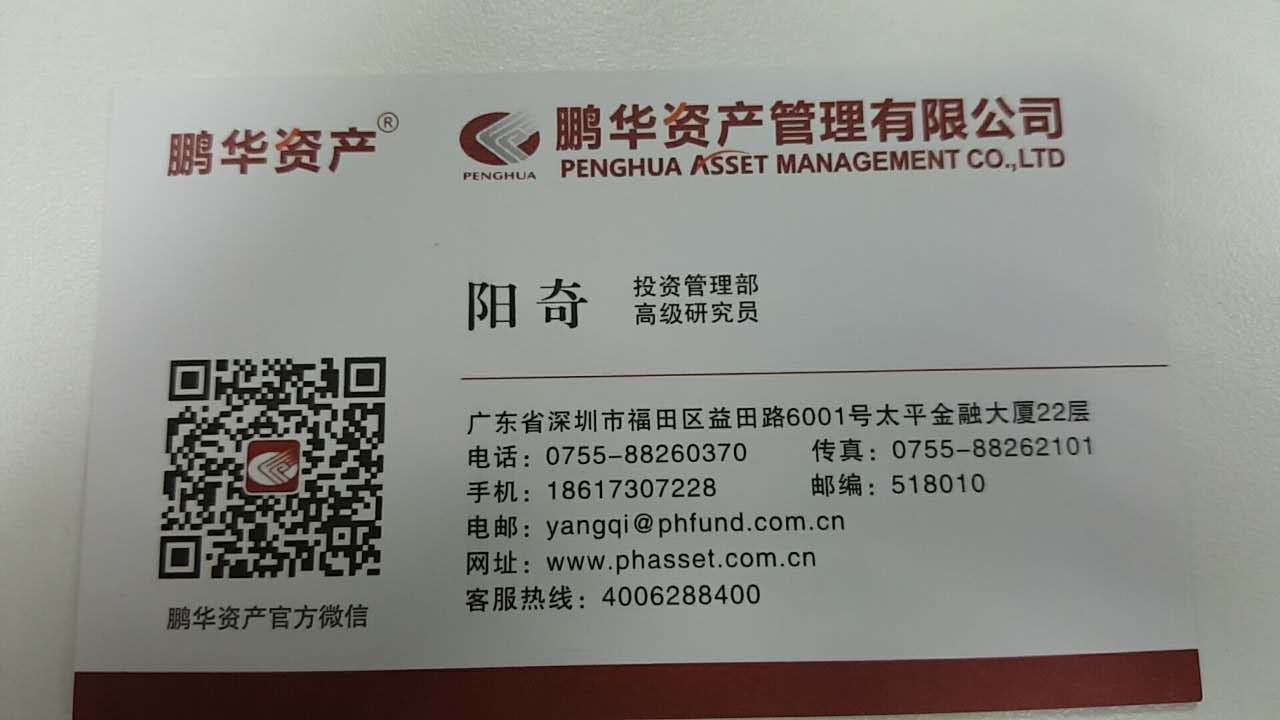 鹏华资产®
PENGHUA
鹏华资产管理有限公司
PENGHUA ASSET MANAGEMENT CO.,LTD
阳奇
投资管理部
高级研究员
广东省深圳市福田区益田路6001号太平金融大厦22层
电话：0755-88260370 传真：0755-88262101
手机：18617307228 邮编：518010
电邮：yangqi@phfund.com.cn
网址：www.phasset.com.cn
客服热线：4006288400
鹏华资产官方微信